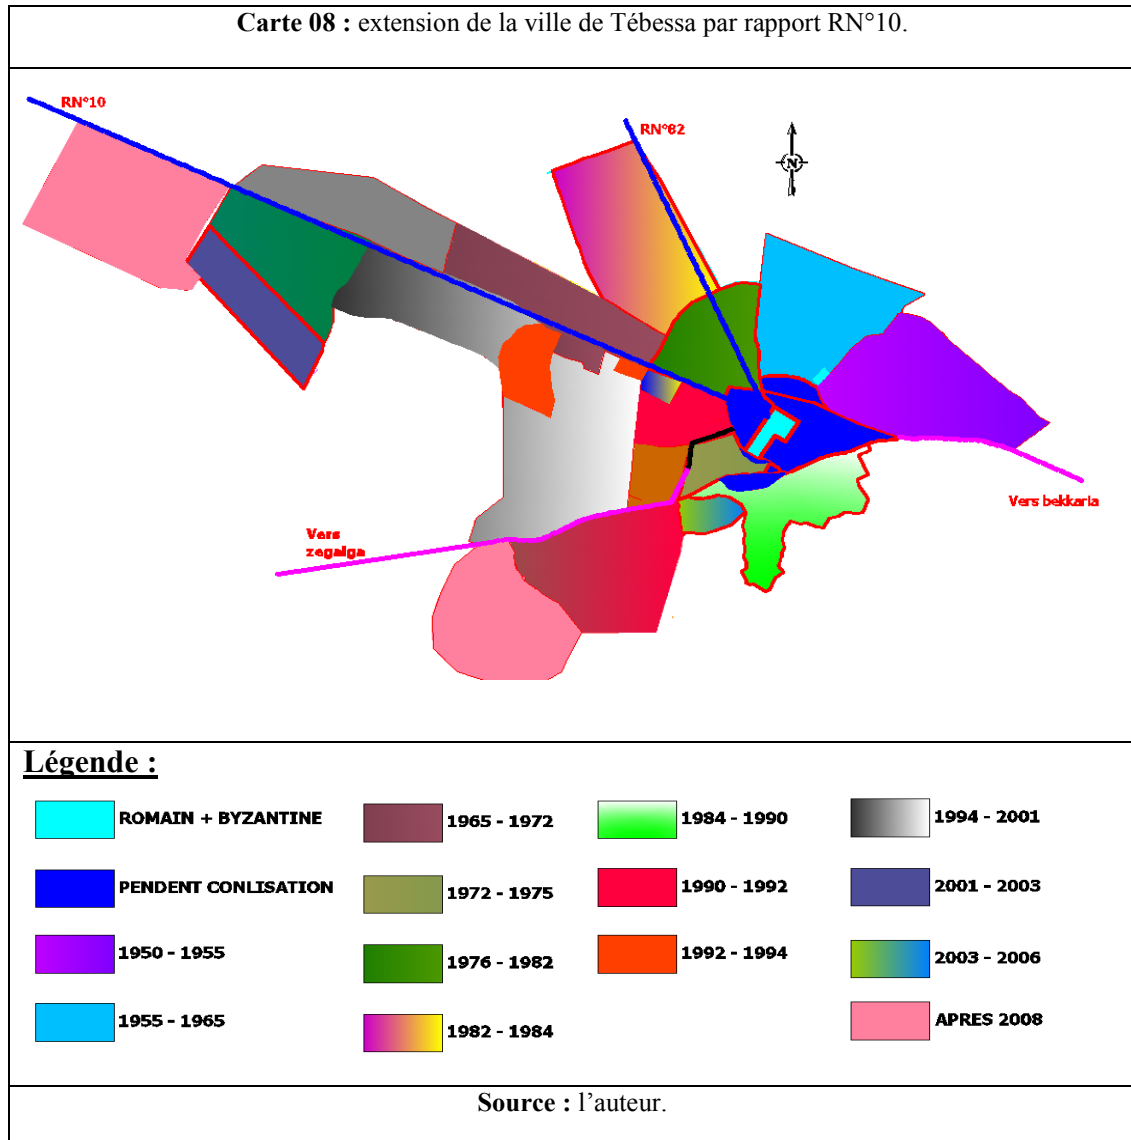 Carte 08 : extension de la ville de Tébessa par rapport RN°10.
RN°10
RN°82
N
Vers bekkaria
Vers
zegalga
Légende :
ROMAIN + BYZANTINE
PENDENT CONLISATION
1950 - 1955
1955 - 1965
1965 - 1972
1972 - 1975
1976 - 1982
1982 - 1984
1984 - 1990
1990 - 1992
1992 - 1994
1994 - 2001
2001 - 2003
2003 - 2006
APRES 2008
Source : l'auteur.